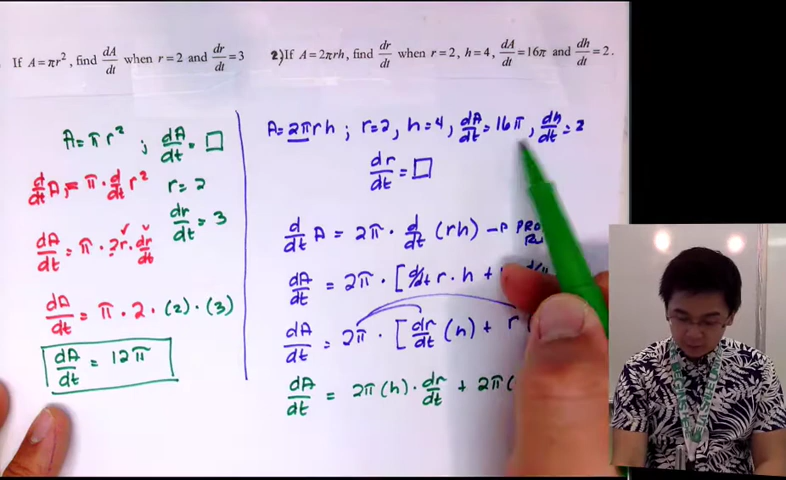 If A = πr², find dA/dt when r = 2 and dr/dt = 3
A = πr² ; dA/dt = □
d/dt A = π · d/dt r²
r = 2
dr/dt = 3
dA/dt = π · 2r · dr/dt
dA/dt = π · 2 · (2) · (3)
dA/dt = 12π
2) If A = 2πrh, find dr/dt when r = 2, h = 4, dA/dt = 16π and dh/dt = 2.
A = 2πrh ; r=2, h=4, dA/dt = 16π, dh/dt = 2
dr/dt = □
d/dt A = 2π · d/dt (rh) →
dA/dt = 2π · [d/dt r · h +
dA/dt = 2π · [dr/dt (h) + r
dA/dt = 2π(h) · dr/dt + 2π(